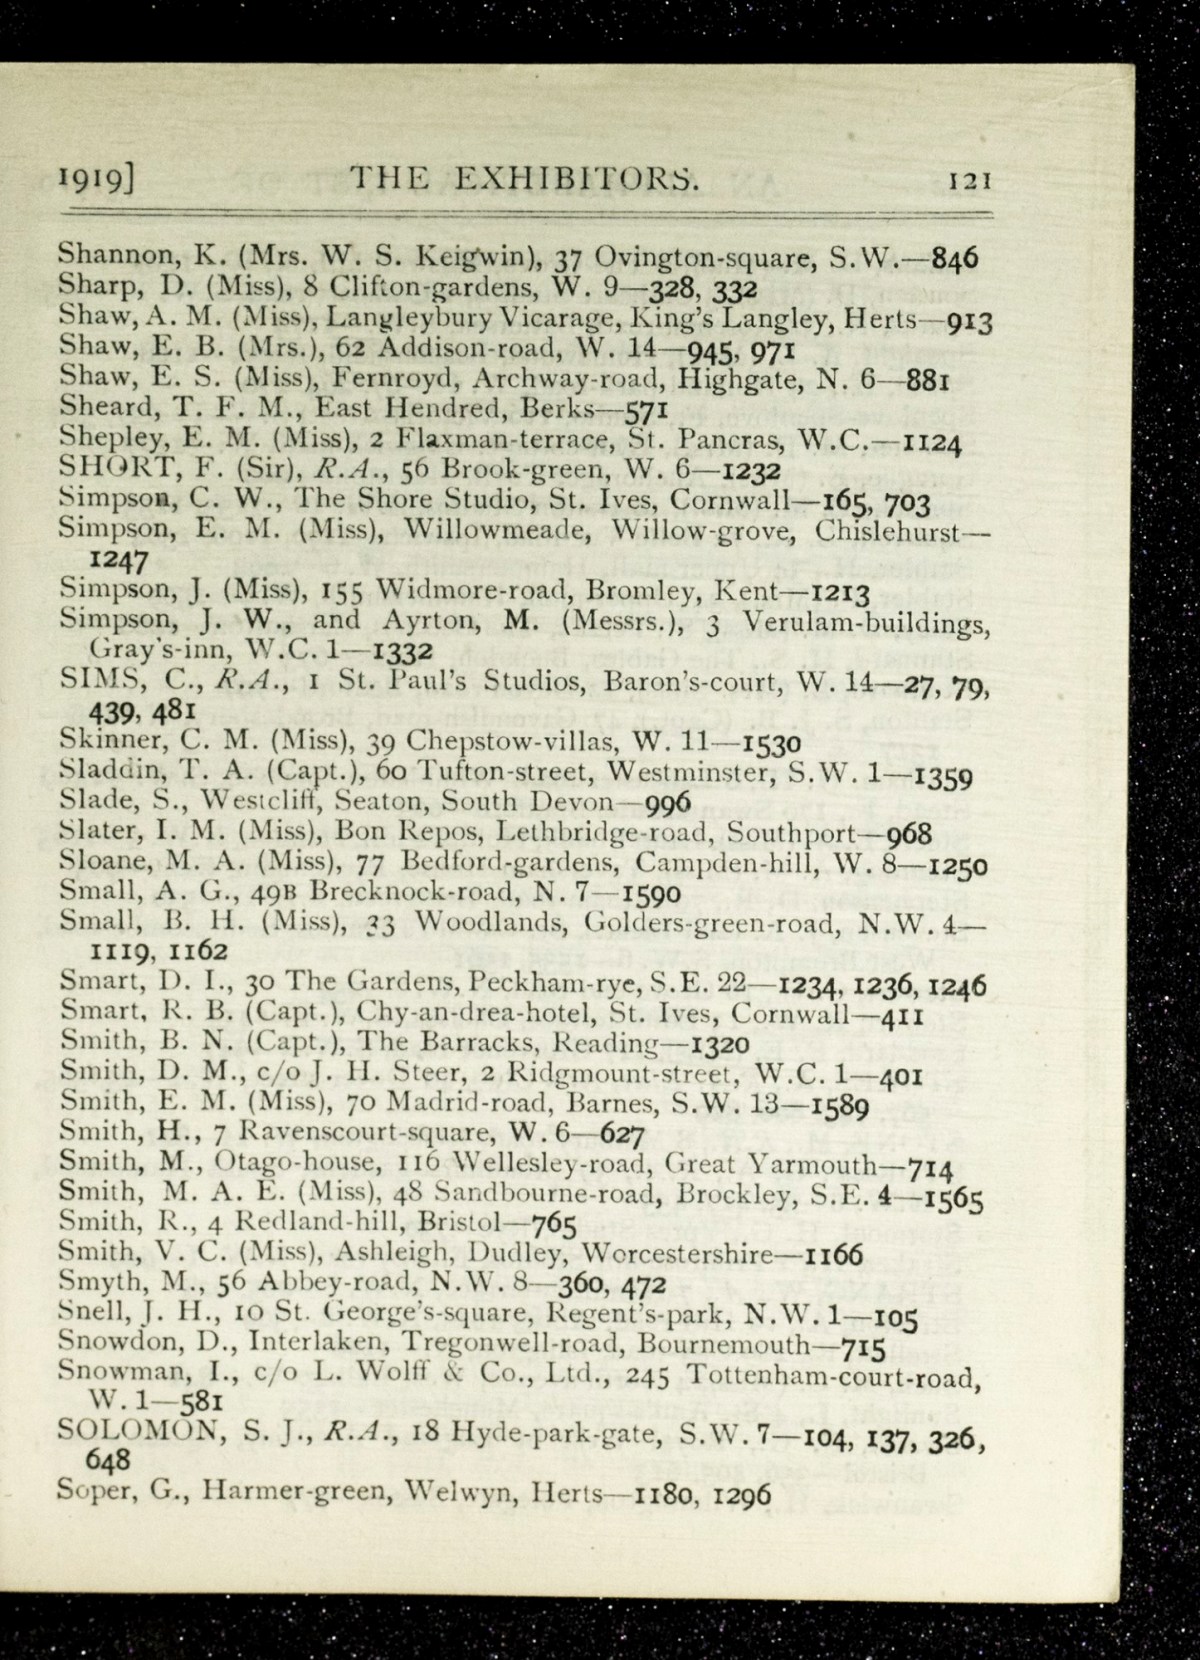 1919] THE EXHIBITORS. 121
Shannon, K. (Mrs. W. S. Keigwin), 37 Ovington-square, S.W.—846
Sharp, D. (Miss), 8 Clifton-gardens, W. 9—328, 332
Shaw, A. M. (Miss), Langleybury Vicarage, King's Langley, Herts—913
Shaw, E. B. (Mrs.), 62 Addison-road, W. 14—945, 971
Shaw, E. S. (Miss), Fernroyd, Archway-road, Highgate, N. 6—881
Sheard, T. F. M., East Hendred, Berks—571
Shepley, E. M. (Miss), 2 Flaxman-terrace, St. Pancras, W.C.—1124
SHORT, F. (Sir), R.A., 56 Brook-green, W. 6—1232
Simpson, C. W., The Shore Studio, St. Ives, Cornwall—165, 703
Simpson, E. M. (Miss), Willowmeade, Willow-grove, Chislehurst—
1247
Simpson, J. (Miss), 155 Widmore-road, Bromley, Kent—1213
Simpson, J. W., and Ayrton, M. (Messrs.), 3 Verulam-buildings,
Gray's-inn, W.C. 1—1332
SIMS, C., R.A., 1 St. Paul's Studios, Baron's-court, W. 14—27, 79,
439, 481
Skinner, C. M. (Miss), 39 Chepstow-villas, W. 11—1530
Sladdin, T. A. (Capt.), 60 Tufton-street, Westminster, S.W. 1—1359
Slade, S., Westcliff, Seaton, South Devon—996
Slater, I. M. (Miss), Bon Repos, Lethbridge-road, Southport—968
Sloane, M. A. (Miss), 77 Bedford-gardens, Campden-hill, W. 8—1250
Small, A. G., 49B Brecknock-road, N. 7—1590
Small, B. H. (Miss), 33 Woodlands, Golders-green-road, N.W. 4—
1119, 1162
Smart, D. I., 30 The Gardens, Peckham-rye, S.E. 22—1234, 1236, 1246
Smart, R. B. (Capt.), Chy-an-drea-hotel, St. Ives, Cornwall—411
Smith, B. N. (Capt.), The Barracks, Reading—1320
Smith, D. M., c/o J. H. Steer, 2 Ridgmount-street, W.C. 1—401
Smith, E. M. (Miss), 70 Madrid-road, Barnes, S.W. 13—1589
Smith, H., 7 Ravenscourt-square, W. 6—627
Smith, M., Otago-house, 116 Wellesley-road, Great Yarmouth—714
Smith, M. A. E. (Miss), 48 Sandbourne-road, Brockley, S.E. 4—1565
Smith, R., 4 Redland-hill, Bristol—765
Smith, V. C. (Miss), Ashleigh, Dudley, Worcestershire—1166
Smyth, M., 56 Abbey-road, N.W. 8—360, 472
Snell, J. H., 10 St. George's-square, Regent's-park, N.W. 1—105
Snowdon, D., Interlaken, Tregonwell-road, Bournemouth—715
Snowman, I., c/o L. Wolff & Co., Ltd., 245 Tottenham-court-road,
W. 1—581
SOLOMON, S. J., R.A., 18 Hyde-park-gate, S.W. 7—104, 137, 326,
648
Soper, G., Harmer-green, Welwyn, Herts—1180, 1296